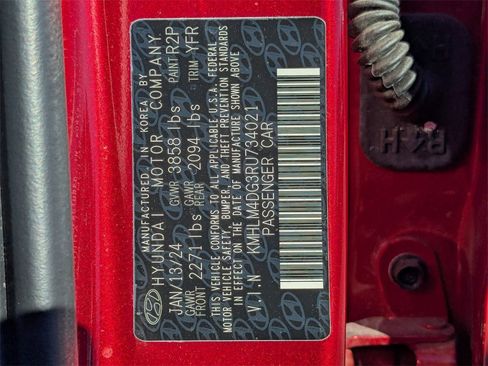 MANUFACTURED IN KOREA BY
HYUNDAI MOTOR COMPANY
JAN/13/24 GVWR 3858 lbs PAINT R2P
GAWR FRONT 2271 lbs GAWR REAR 2094 lbs TRIM YFR
THIS VEHICLE CONFORMS TO ALL APPLICABLE U.S.A. FEDERAL
MOTOR VEHICLE SAFETY, BUMPER, AND THEFT PREVENTION STANDARDS
IN EFFECT ON THE DATE OF MANUFACTURE SHOWN ABOVE
V.I.N KMHLM4DG3RU734021
PASSENGER CAR
R4H